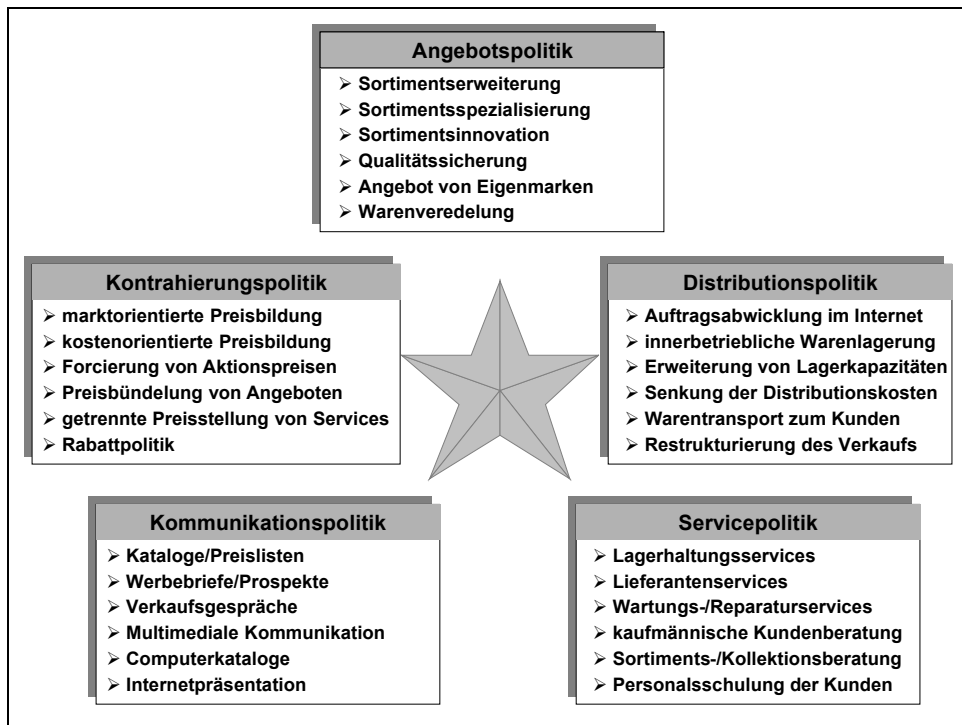 Angebotspolitik
➢ Sortimentserweiterung
➢ Sortimentsspezialisierung
➢ Sortimentsinnovation
➢ Qualitätssicherung
➢ Angebot von Eigenmarken
➢ Warenveredelung
Kontrahierungspolitik
➢ marktorientierte Preisbildung
➢ kostenorientierte Preisbildung
➢ Forcierung von Aktionspreisen
➢ Preisbündelung von Angeboten
➢ getrennte Preisstellung von Services
➢ Rabattpolitik
Distributionspolitik
➢ Auftragsabwicklung im Internet
➢ innerbetriebliche Warenlagerung
➢ Erweiterung von Lagerkapazitäten
➢ Senkung der Distributionskosten
➢ Warentransport zum Kunden
➢ Restrukturierung des Verkaufs
Kommunikationspolitik
➢ Kataloge/Preislisten
➢ Werbebriefe/Prospekte
➢ Verkaufsgespräche
➢ Multimediale Kommunikation
➢ Computerkataloge
➢ Internetpräsentation
Servicepolitik
➢ Lagerhaltungsservices
➢ Lieferantenservices
➢ Wartungs-/Reparaturservices
➢ kaufmännische Kundenberatung
➢ Sortiments-/Kollektionsberatung
➢ Personalsschulung der Kunden